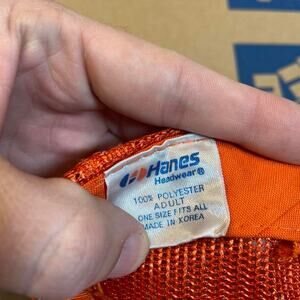 Hanes
Headwear®
100% POLYESTER
ADULT
ONE SIZE FITS ALL
MADE IN KOREA